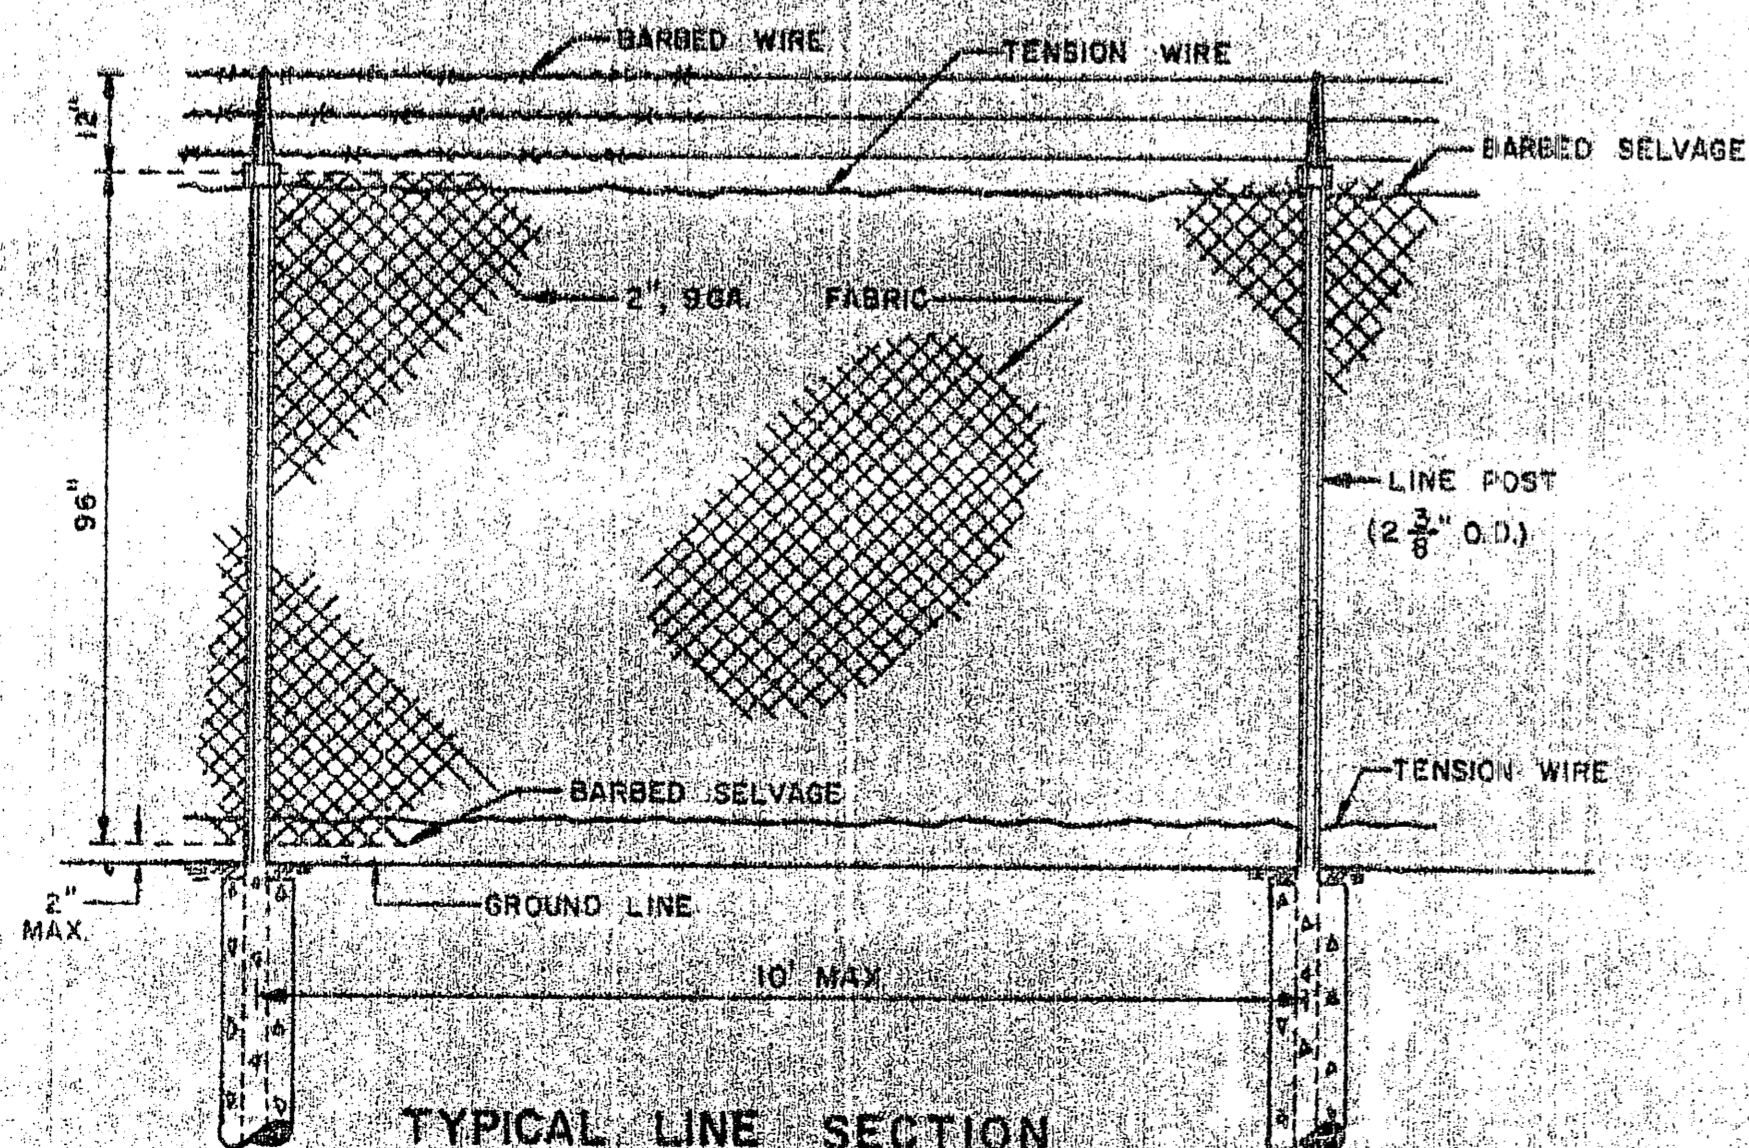 BARBED WIRE
TENSION WIRE
12"
BARBED SELVAGE
2", 9GA. FABRIC
96"
LINE POST
(2 3/8" O.D.)
TENSION WIRE
BARBED SELVAGE
2"
MAX.
GROUND LINE
10' MAX
TYPICAL LINE SECTION